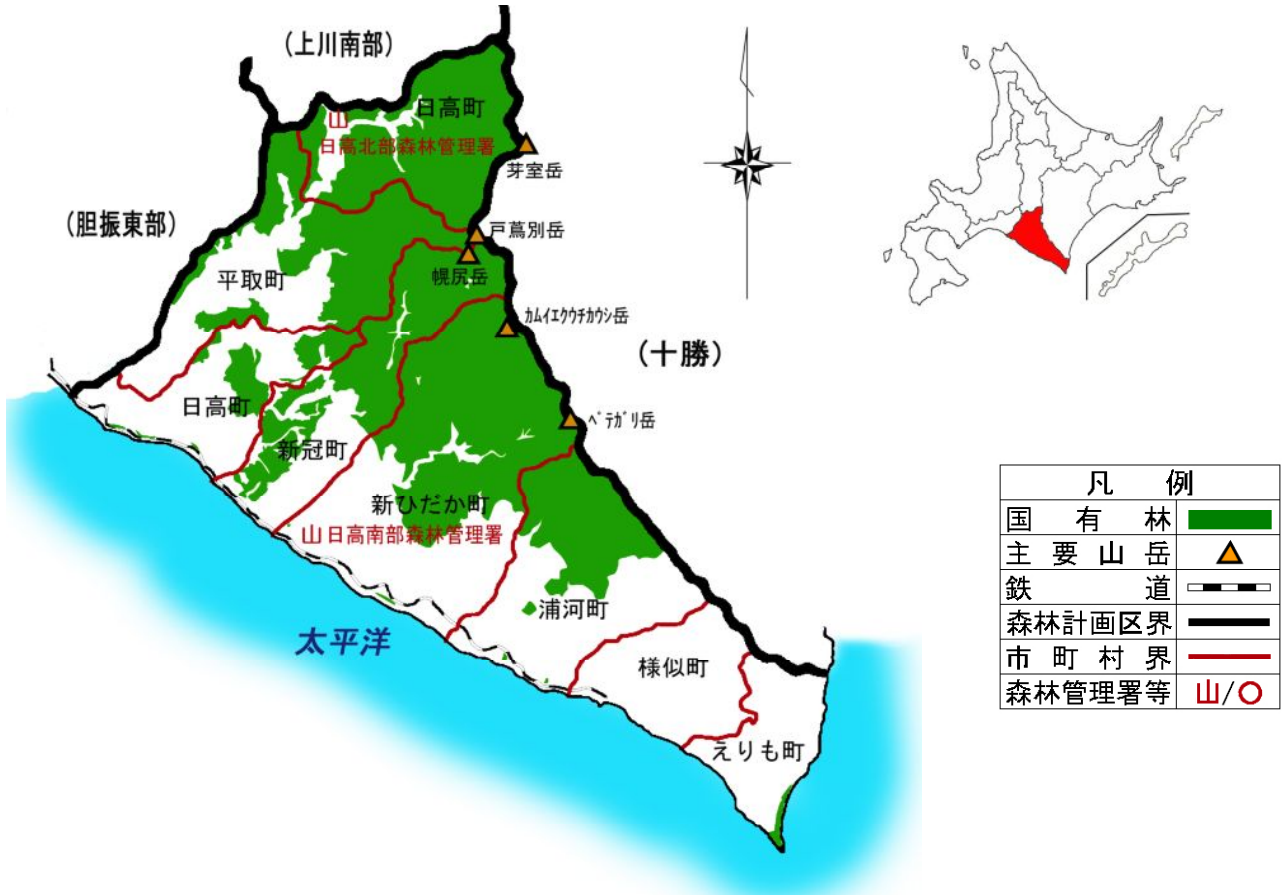 (上川南部)
日高町
山
日高北部森林管理署
芽室岳
(胆振東部)
戸蔦別岳
幌尻岳
平取町
カムイエクウチカウシ岳
(十勝)
日高町
ペテガリ岳
新冠町
新ひだか町
山日高南部森林管理署
浦河町
太平洋
様似町
えりも町
凡 例
国有林
主要山岳
鉄道
森林計画区界
市町村界
森林管理署等 山/○